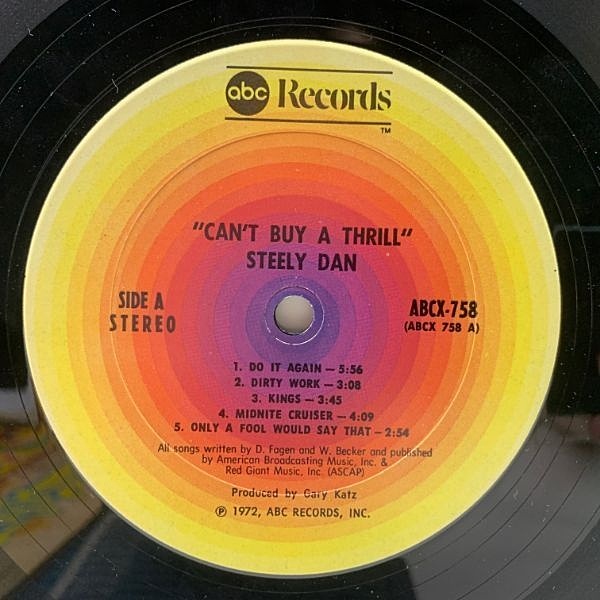 abc Records
TM
"CAN'T BUY A THRILL"
STEELY DAN
SIDE A
STEREO
ABCX-758
(ABCX 758 A)
1. DO IT AGAIN — 5:56
2. DIRTY WORK — 3:08
3. KINGS — 3:45
4. MIDNITE CRUISER — 4:09
5. ONLY A FOOL WOULD SAY THAT — 2:54
All songs written by D. Fagen and W. Becker and published
by American Broadcasting Music, Inc. &
Red Giant Music, Inc. (ASCAP)
Produced by Gary Katz
℗ 1972, ABC RECORDS, INC.